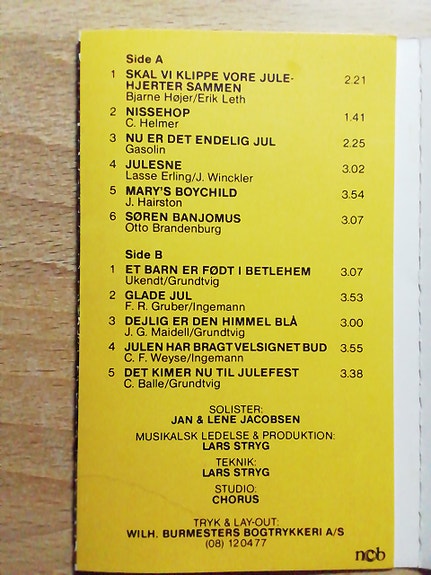 Side A
1 SKAL VI KLIPPE VORE JULE- 2.21
HJERTER SAMMEN
Bjarne Højer/Erik Leth
2 NISSEHOP 1.41
C. Helmer
3 NU ER DET ENDELIG JUL 2.25
Gasolin
4 JULESNE 3.02
Lasse Erling/J. Winckler
5 MARY'S BOYCHILD 3.54
J. Hairston
6 SØREN BANJOMUS 3.07
Otto Brandenburg
Side B
1 ET BARN ER FØDT I BETLEHEM 3.07
Ukendt/Grundtvig
2 GLADE JUL 3.53
F. R. Gruber/Ingemann
3 DEJLIG ER DEN HIMMEL BLÅ 3.00
J. G. Maidell/Grundtvig
4 JULEN HAR BRAGT VELSIGNET BUD 3.55
C. F. Weyse/Ingemann
5 DET KIMER NU TIL JULEFEST 3.38
C. Balle/Grundtvig
SOLISTER:
JAN & LENE JACOBSEN
MUSIKALSK LEDELSE & PRODUKTION:
LARS STRYG
TEKNIK:
LARS STRYG
STUDIO:
CHORUS
TRYK & LAY-OUT:
WILH. BURMESTERS BOGTRYKKERI A/S
(08) 120477
ncb